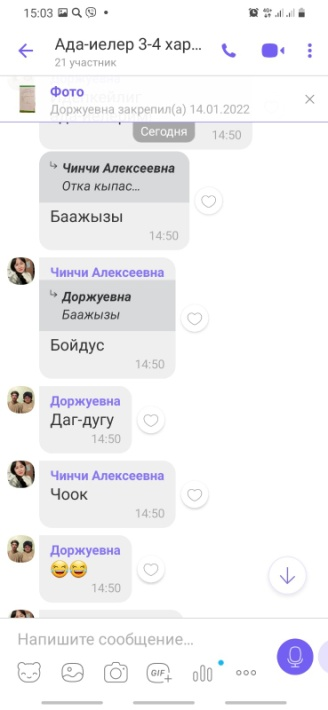 15:03
Ада-иелер 3-4 хар...
21 участник
Фото
Доржуевна закрепил(а) 14.01.2022
Сегодня
14:50
Чинчи Алексеевна
Отка кыпас...
Баажызы
14:50
Чинчи Алексеевна
Доржуевна
Баажызы
Бойдус
14:50
Доржуевна
Даг-дугу
14:50
Чинчи Алексеевна
Чоок
14:50
Доржуевна
😆😆
14:50
Напишите сообщение...
GIF